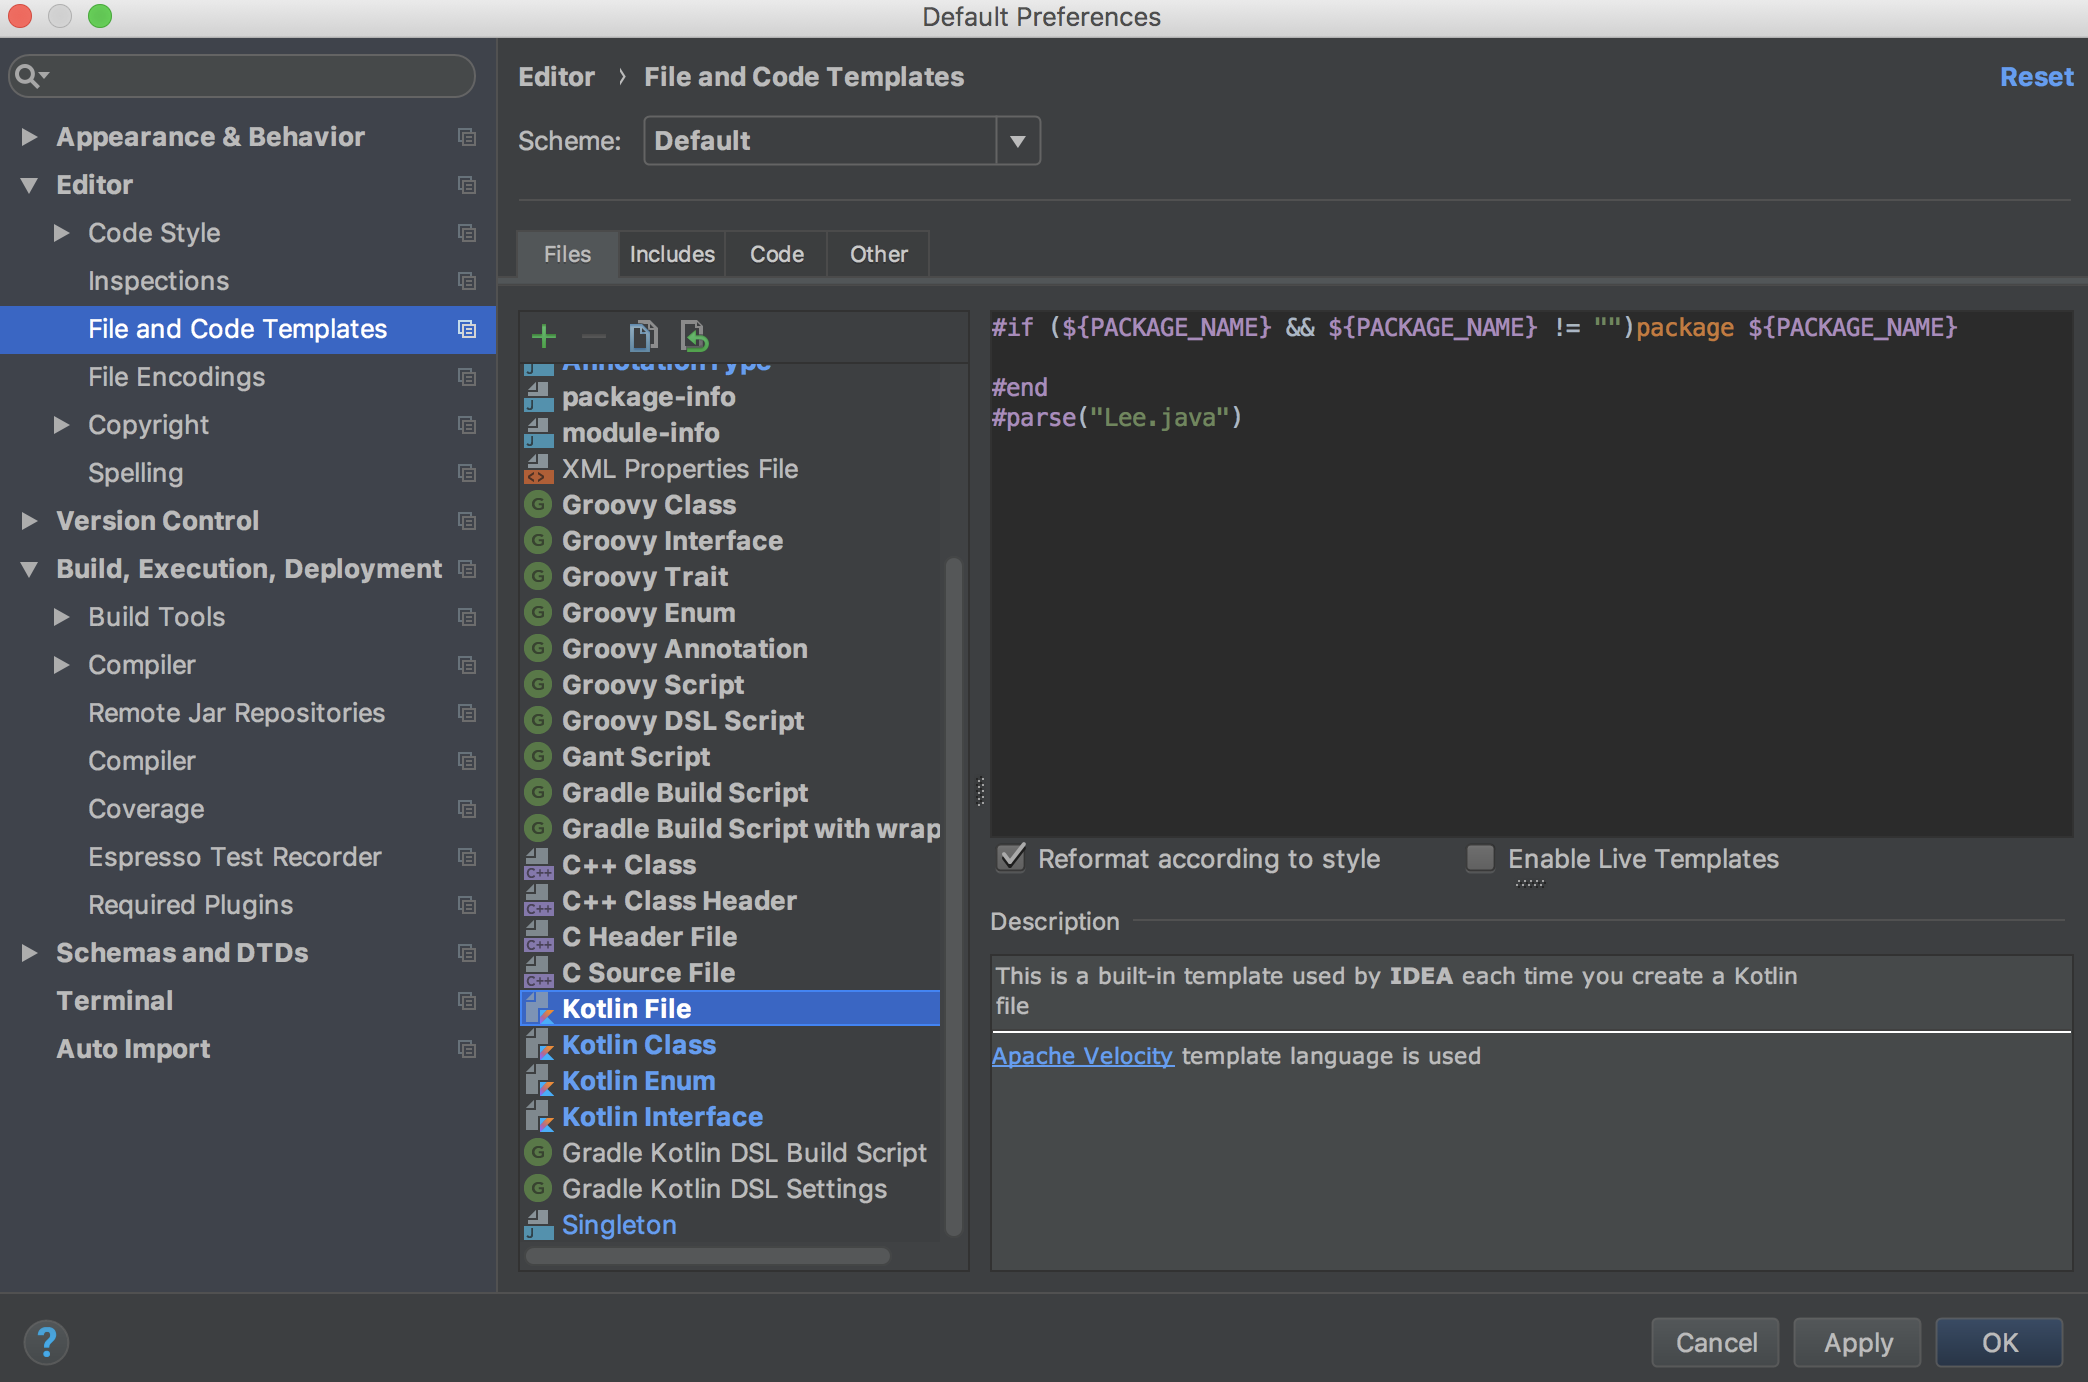 Default Preferences
Appearance & Behavior
Editor
Code Style
Inspections
File and Code Templates
File Encodings
Copyright
Spelling
Version Control
Build, Execution, Deployment
Build Tools
Compiler
Remote Jar Repositories
Compiler
Coverage
Espresso Test Recorder
Required Plugins
Schemas and DTDs
Terminal
Auto Import
Editor › File and Code Templates
Reset
Scheme: Default
Files Includes Code Other
AnnotationType
package-info
module-info
XML Properties File
Groovy Class
Groovy Interface
Groovy Trait
Groovy Enum
Groovy Annotation
Groovy Script
Groovy DSL Script
Gant Script
Gradle Build Script
Gradle Build Script with wrap
C++ Class
C++ Class Header
C Header File
C Source File
Kotlin File
Kotlin Class
Kotlin Enum
Kotlin Interface
Gradle Kotlin DSL Build Script
Gradle Kotlin DSL Settings
Singleton
#if (${PACKAGE_NAME} && ${PACKAGE_NAME} != "")package ${PACKAGE_NAME}
#end
#parse("Lee.java")
Reformat according to style
Enable Live Templates
Description
This is a built-in template used by IDEA each time you create a Kotlin
file
Apache Velocity template language is used
?
Cancel Apply OK